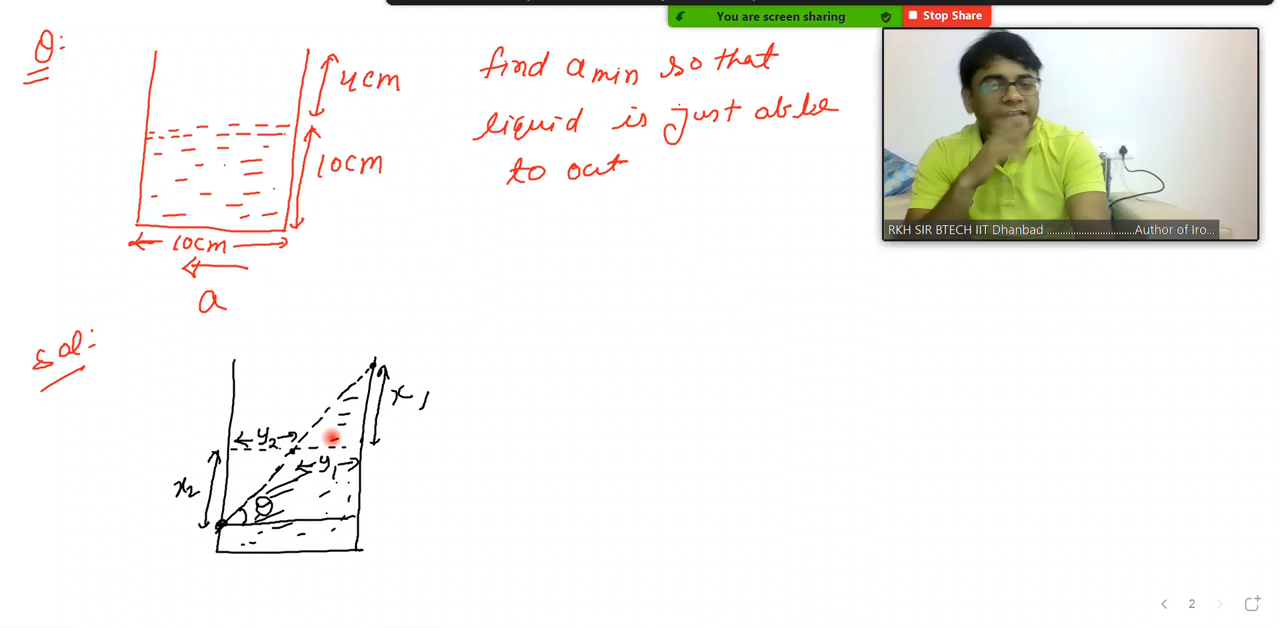 You are screen sharing
Stop Share
Q:
4cm
10cm
10cm
a
find amin so that
liquid is just able
to out
RKH SIR BTECH IIT Dhanbad ..................................Author of Iro...
Sol:
x1
y2
y1
x2
θ
2